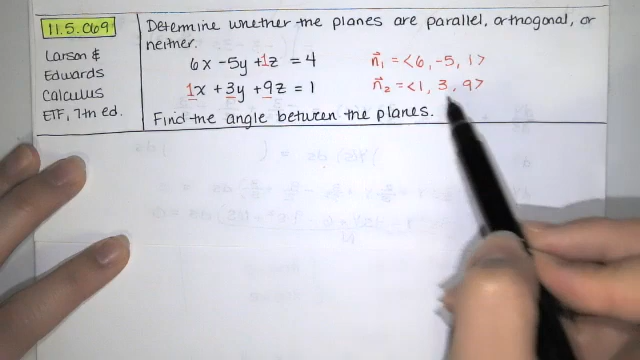 11.5.069
Larson &
Edwards
Calculus
ETF, 7th ed.
Determine whether the planes are parallel, orthogonal, or
neither.
6x -5y +1z = 4
n⃗₁ = <6, -5, 1>
1x + 3y + 9z = 1
n⃗₂ = <1, 3, 9>
Find the angle between the planes.